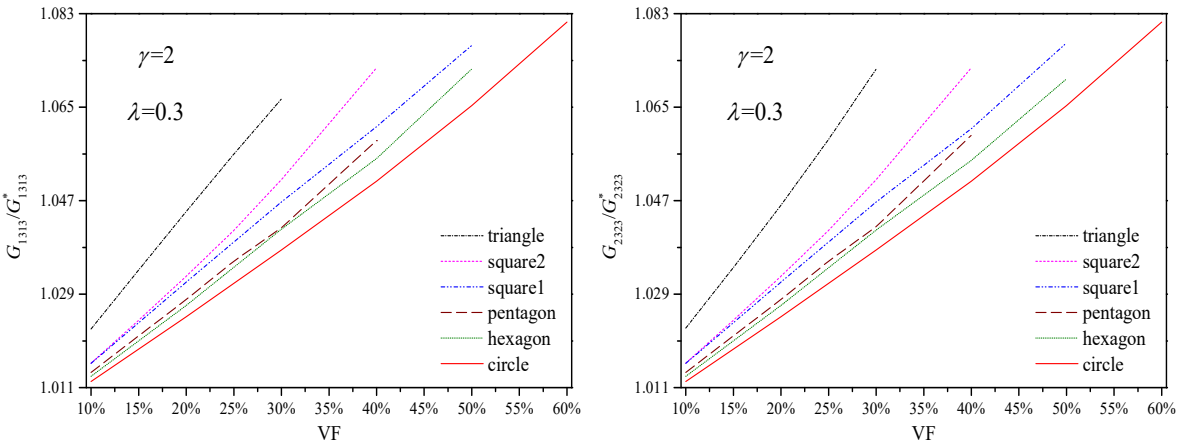 1.083
1.065
1.047
1.029
1.011
G1313/G*1313
γ=2
λ=0.3
triangle
square2
square1
pentagon
hexagon
circle
10% 15% 20% 25% 30% 35% 40% 45% 50% 55% 60%
VF
1.083
1.065
1.047
1.029
1.011
G2323/G*2323
γ=2
λ=0.3
triangle
square2
square1
pentagon
hexagon
circle
10% 15% 20% 25% 30% 35% 40% 45% 50% 55% 60%
VF